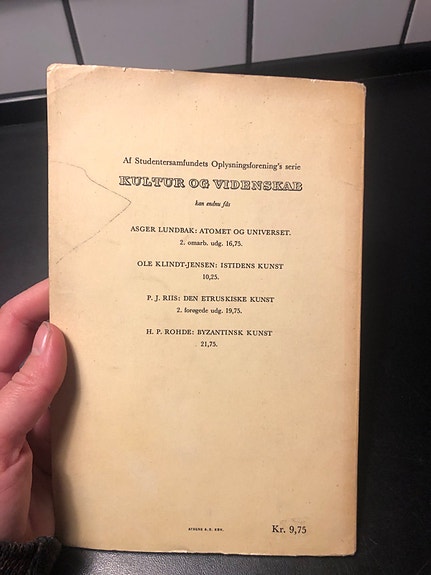 Af Studentersamfundets Oplysningsforening's serie
KULTUR OG VIDENSKAB
kan endnu fås
ASGER LUNDBAK: ATOMET OG UNIVERSET.
2. omarb. udg. 16,75.
OLE KLINDT-JENSEN: ISTIDENS KUNST
10,25.
P. J. RIIS: DEN ETRUSKISKE KUNST
2. forøgede udg. 19,75.
H. P. ROHDE: BYZANTINSK KUNST
21,75.
Kr. 9,75